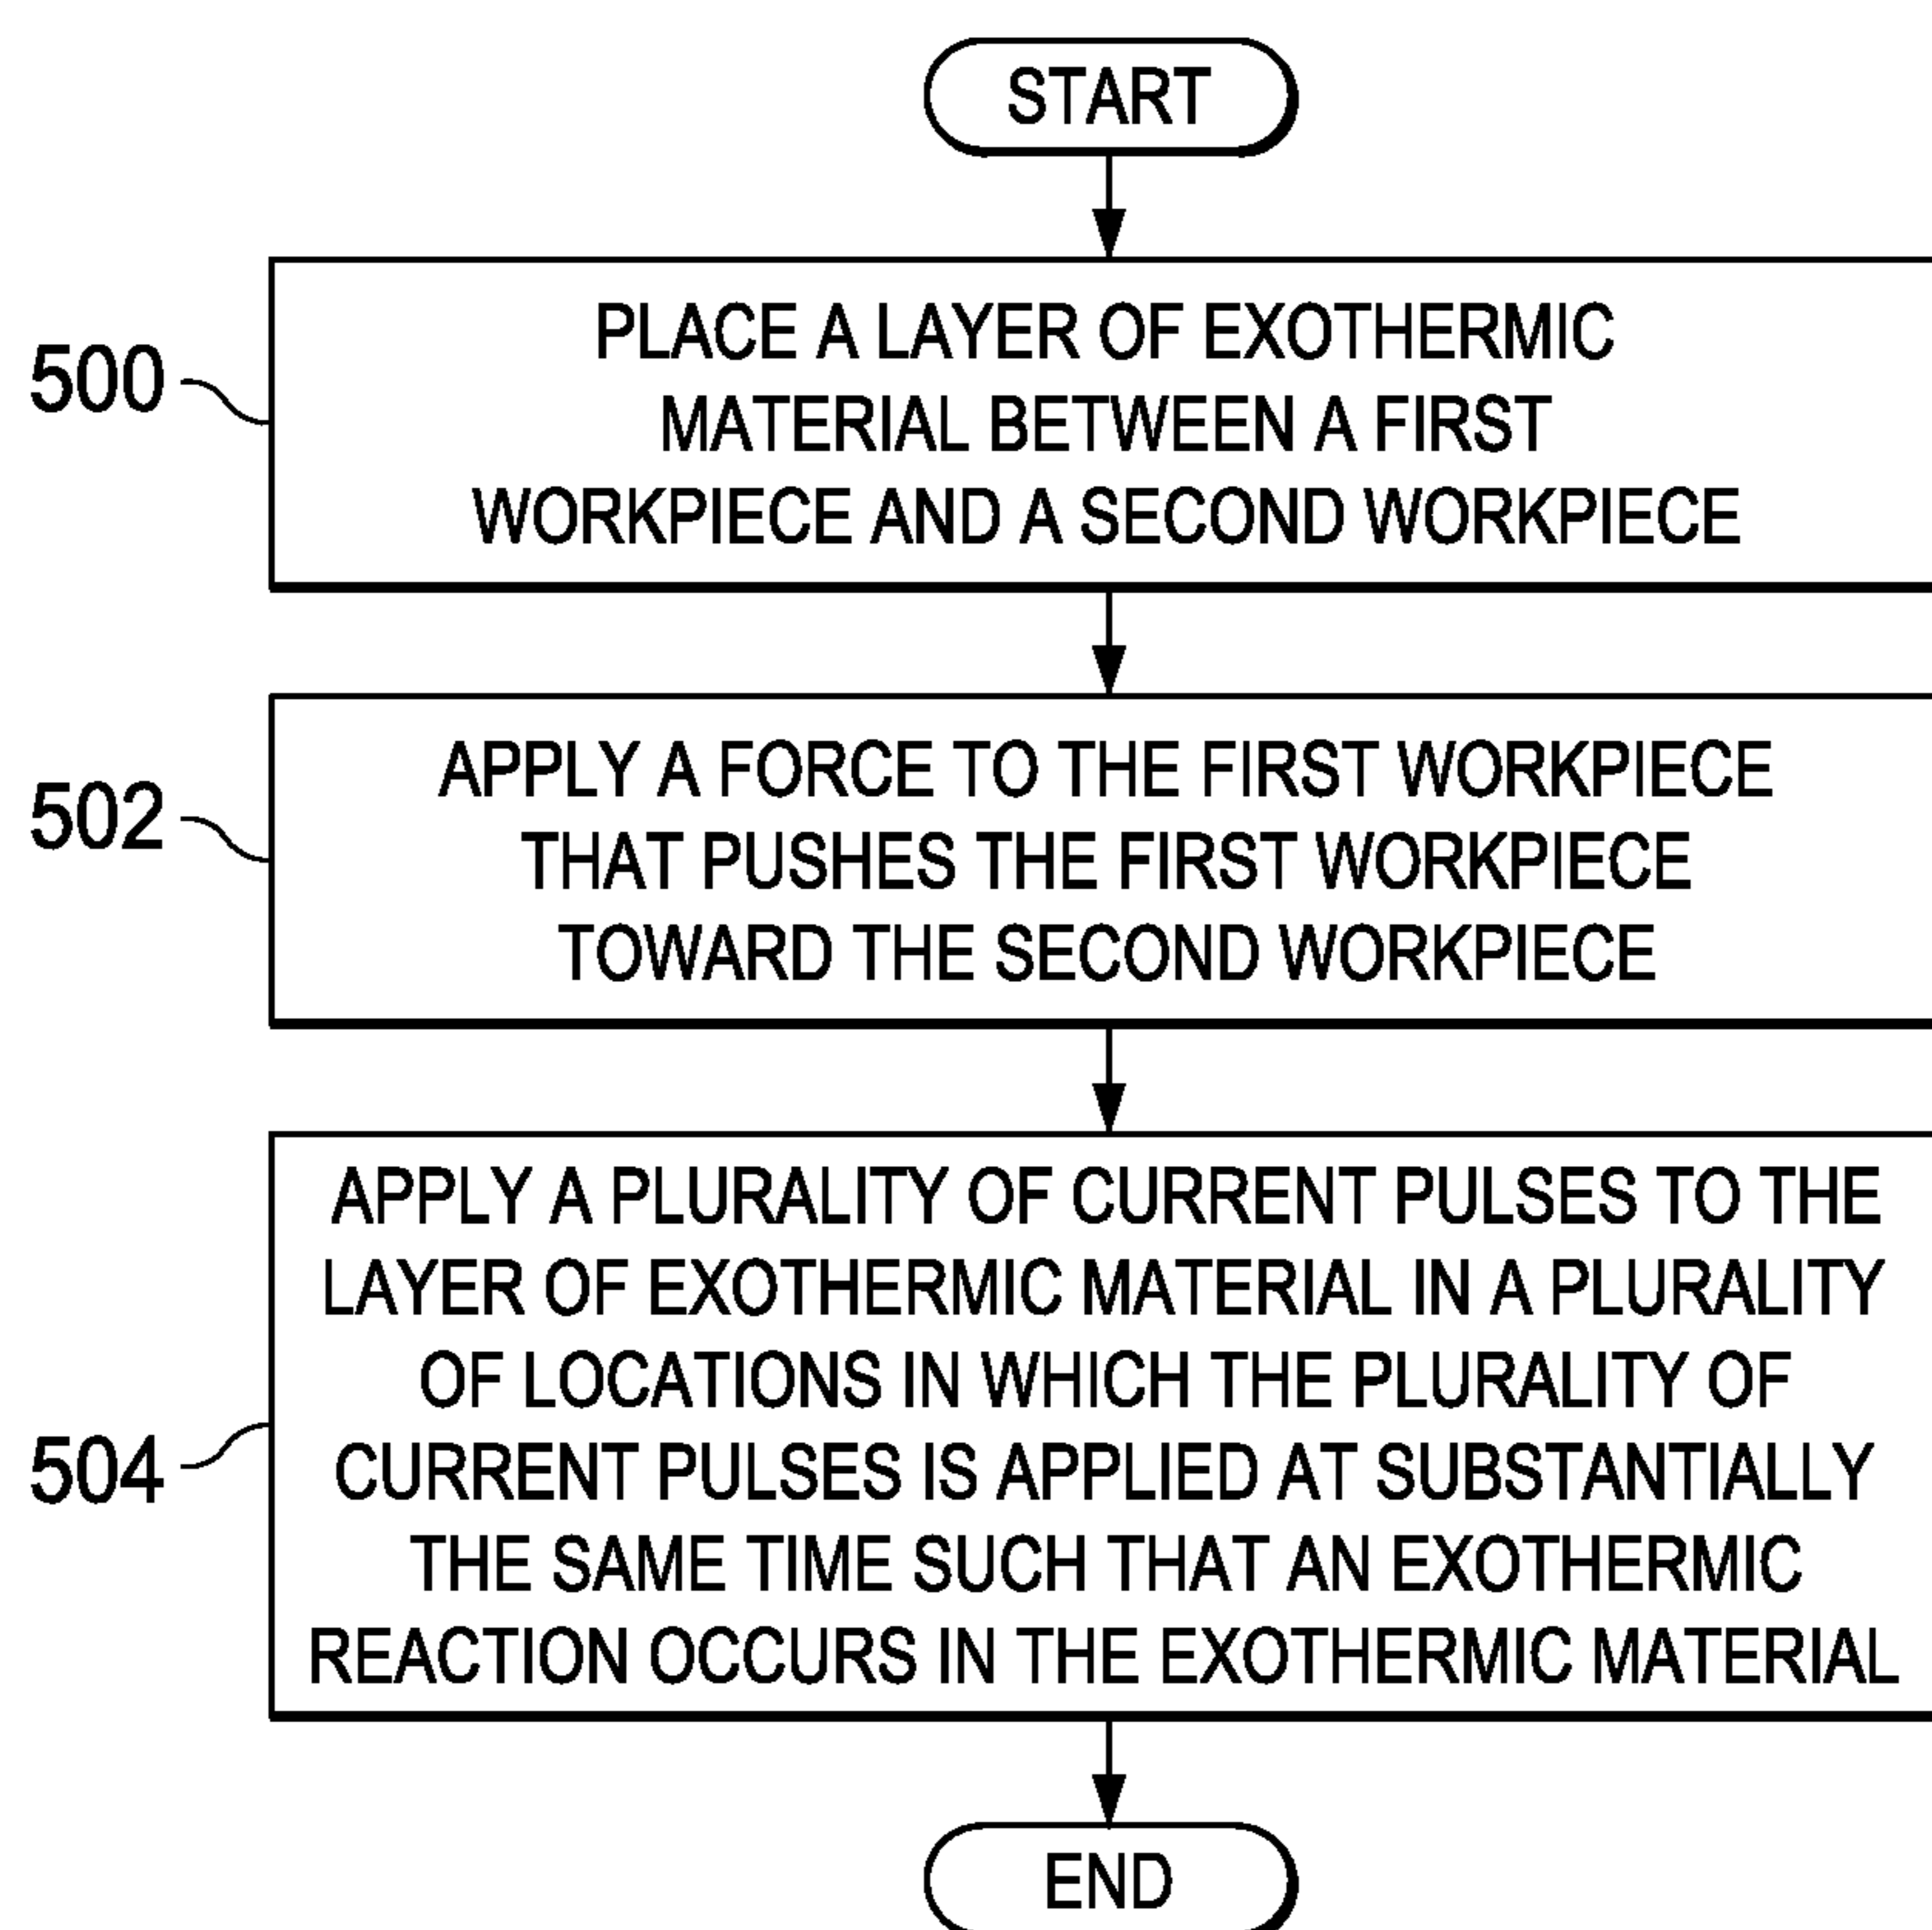 START
500
PLACE A LAYER OF EXOTHERMIC
MATERIAL BETWEEN A FIRST
WORKPIECE AND A SECOND WORKPIECE
502
APPLY A FORCE TO THE FIRST WORKPIECE
THAT PUSHES THE FIRST WORKPIECE
TOWARD THE SECOND WORKPIECE
504
APPLY A PLURALITY OF CURRENT PULSES TO THE
LAYER OF EXOTHERMIC MATERIAL IN A PLURALITY
OF LOCATIONS IN WHICH THE PLURALITY OF
CURRENT PULSES IS APPLIED AT SUBSTANTIALLY
THE SAME TIME SUCH THAT AN EXOTHERMIC
REACTION OCCURS IN THE EXOTHERMIC MATERIAL
END